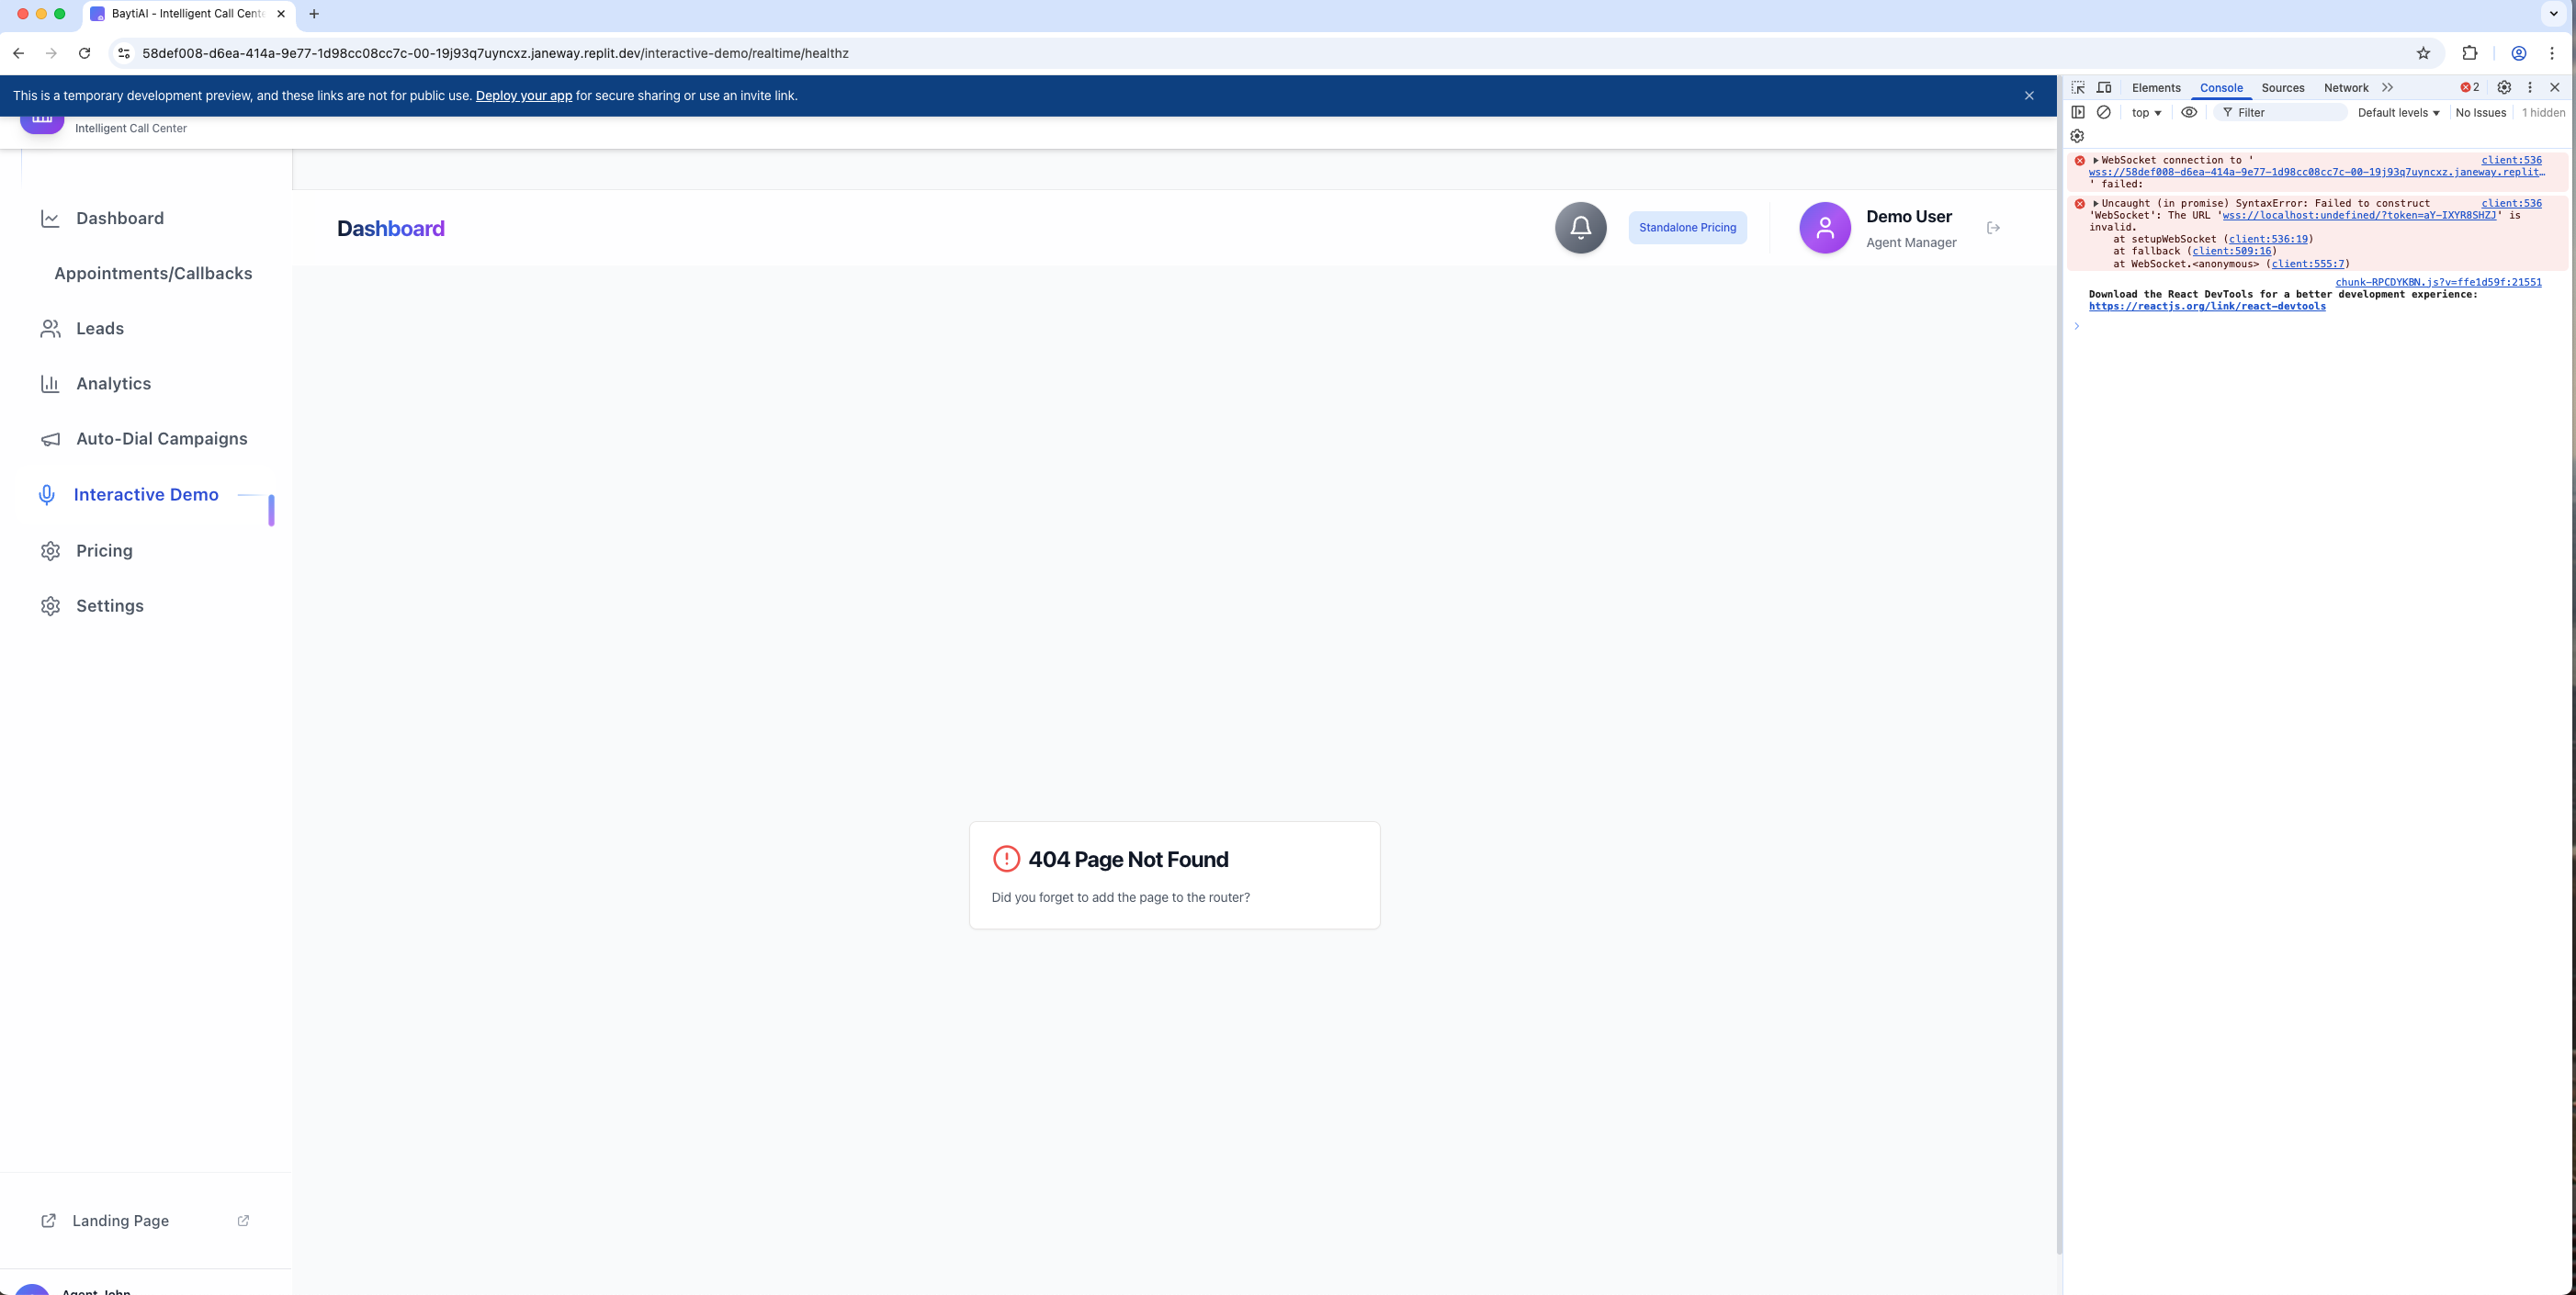 BaytiAI - Intelligent Call Cent
58def008-d6ea-414a-9e77-1d98cc08cc7c-00-19j93q7uyncxz.janeway.replit.dev/interactive-demo/realtime/healthz
This is a temporary development preview, and these links are not for public use. Deploy your app for secure sharing or use an invite link.
Intelligent Call Center
Dashboard
Appointments/Callbacks
Leads
Analytics
Auto-Dial Campaigns
Interactive Demo
Pricing
Settings
Landing Page
Agent John
Dashboard
Standalone Pricing
Demo User
Agent Manager
404 Page Not Found
Did you forget to add the page to the router?
Elements Console Sources Network 2
top Filter Default levels No Issues 1 hidden
WebSocket connection to ' client:536
wss://58def008-d6ea-414a-9e77-1d98cc08cc7c-00-19j93q7uyncxz.janeway.replit…
' failed:
Uncaught (in promise) SyntaxError: Failed to construct client:536
'WebSocket': The URL 'wss://localhost:undefined/?token=aY-IXYR8SHZJ' is
invalid.
at setupWebSocket (client:536:19)
at fallback (client:509:16)
at WebSocket.<anonymous> (client:555:7)
chunk-RPCDYKBN.js?v=ffe1d59f:21551
Download the React DevTools for a better development experience:
https://reactjs.org/link/react-devtools